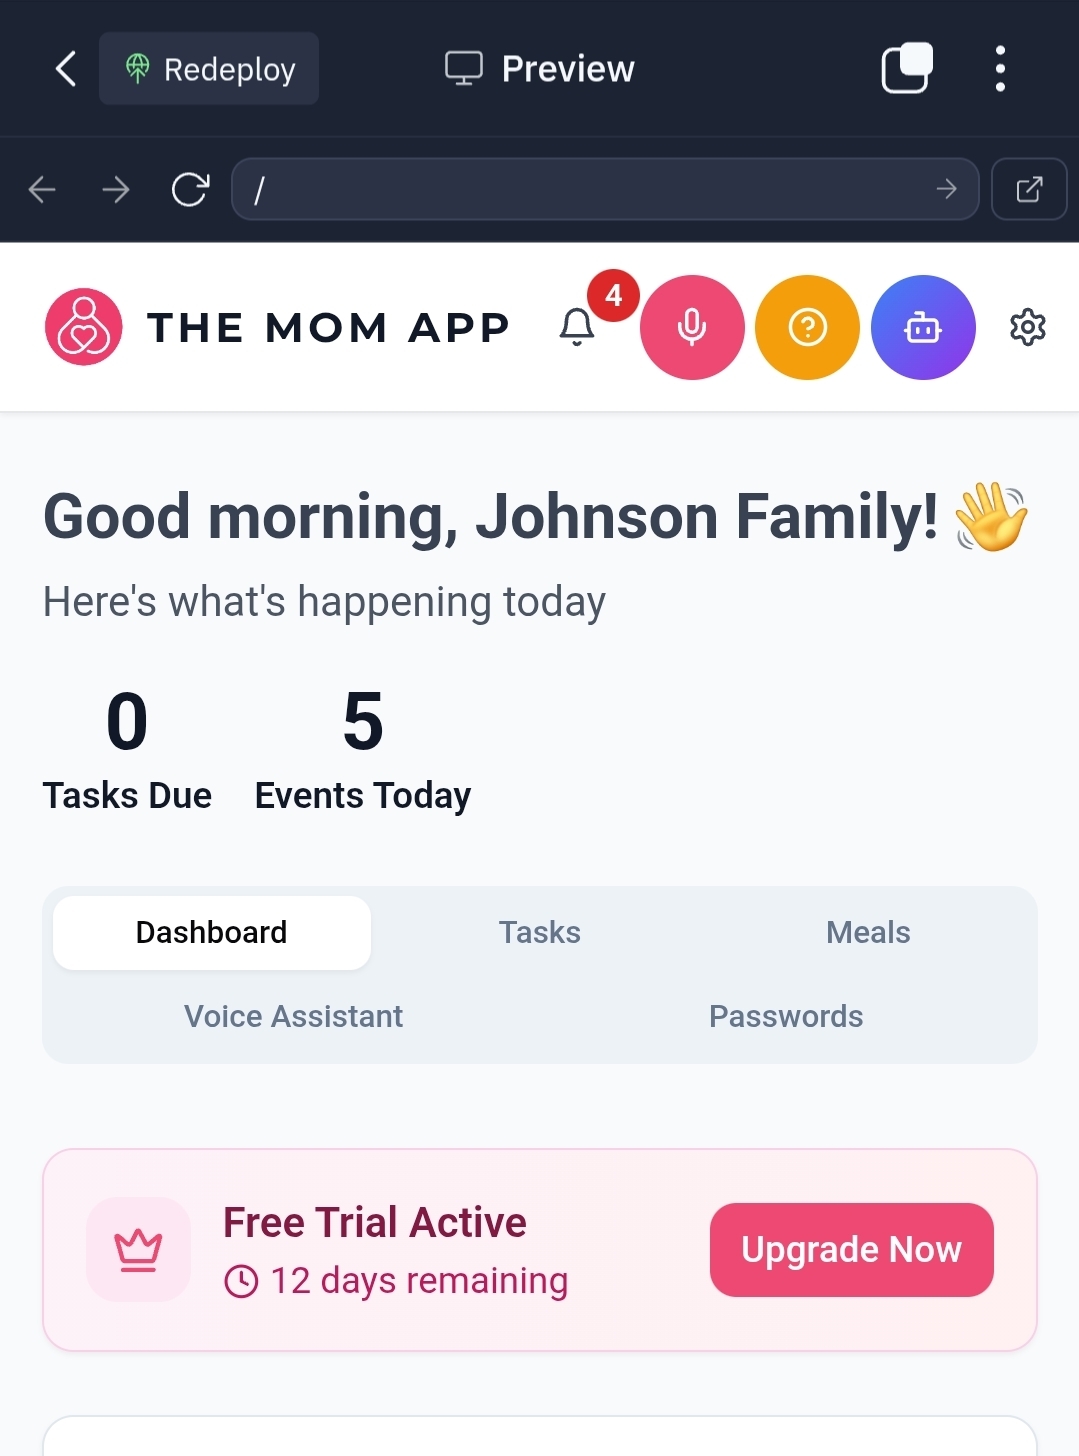 Redeploy
Preview
/
THE MOM APP
4
Good morning, Johnson Family! 👋
Here's what's happening today
0
Tasks Due
5
Events Today
Dashboard
Tasks
Meals
Voice Assistant
Passwords
Free Trial Active
12 days remaining
Upgrade Now